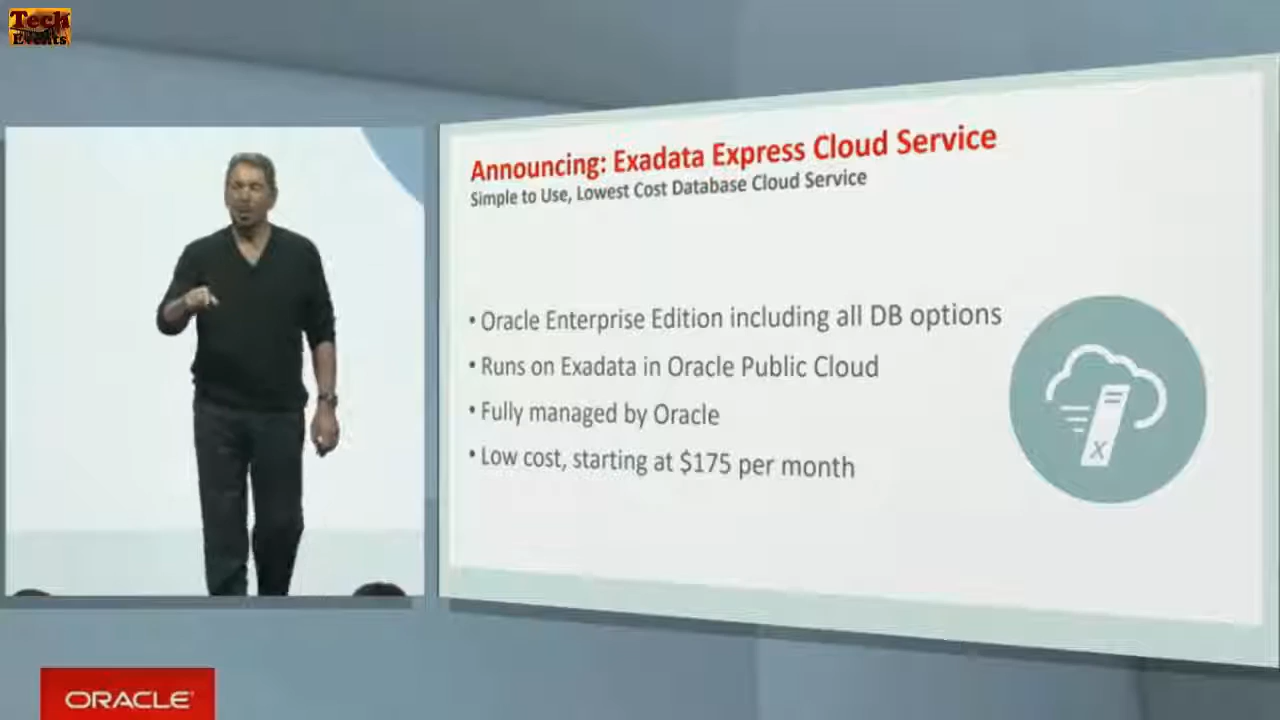 Tech
Events
Announcing: Exadata Express Cloud Service
Simple to Use, Lowest Cost Database Cloud Service
• Oracle Enterprise Edition including all DB options
• Runs on Exadata in Oracle Public Cloud
• Fully managed by Oracle
• Low cost, starting at $175 per month
X
ORACLE